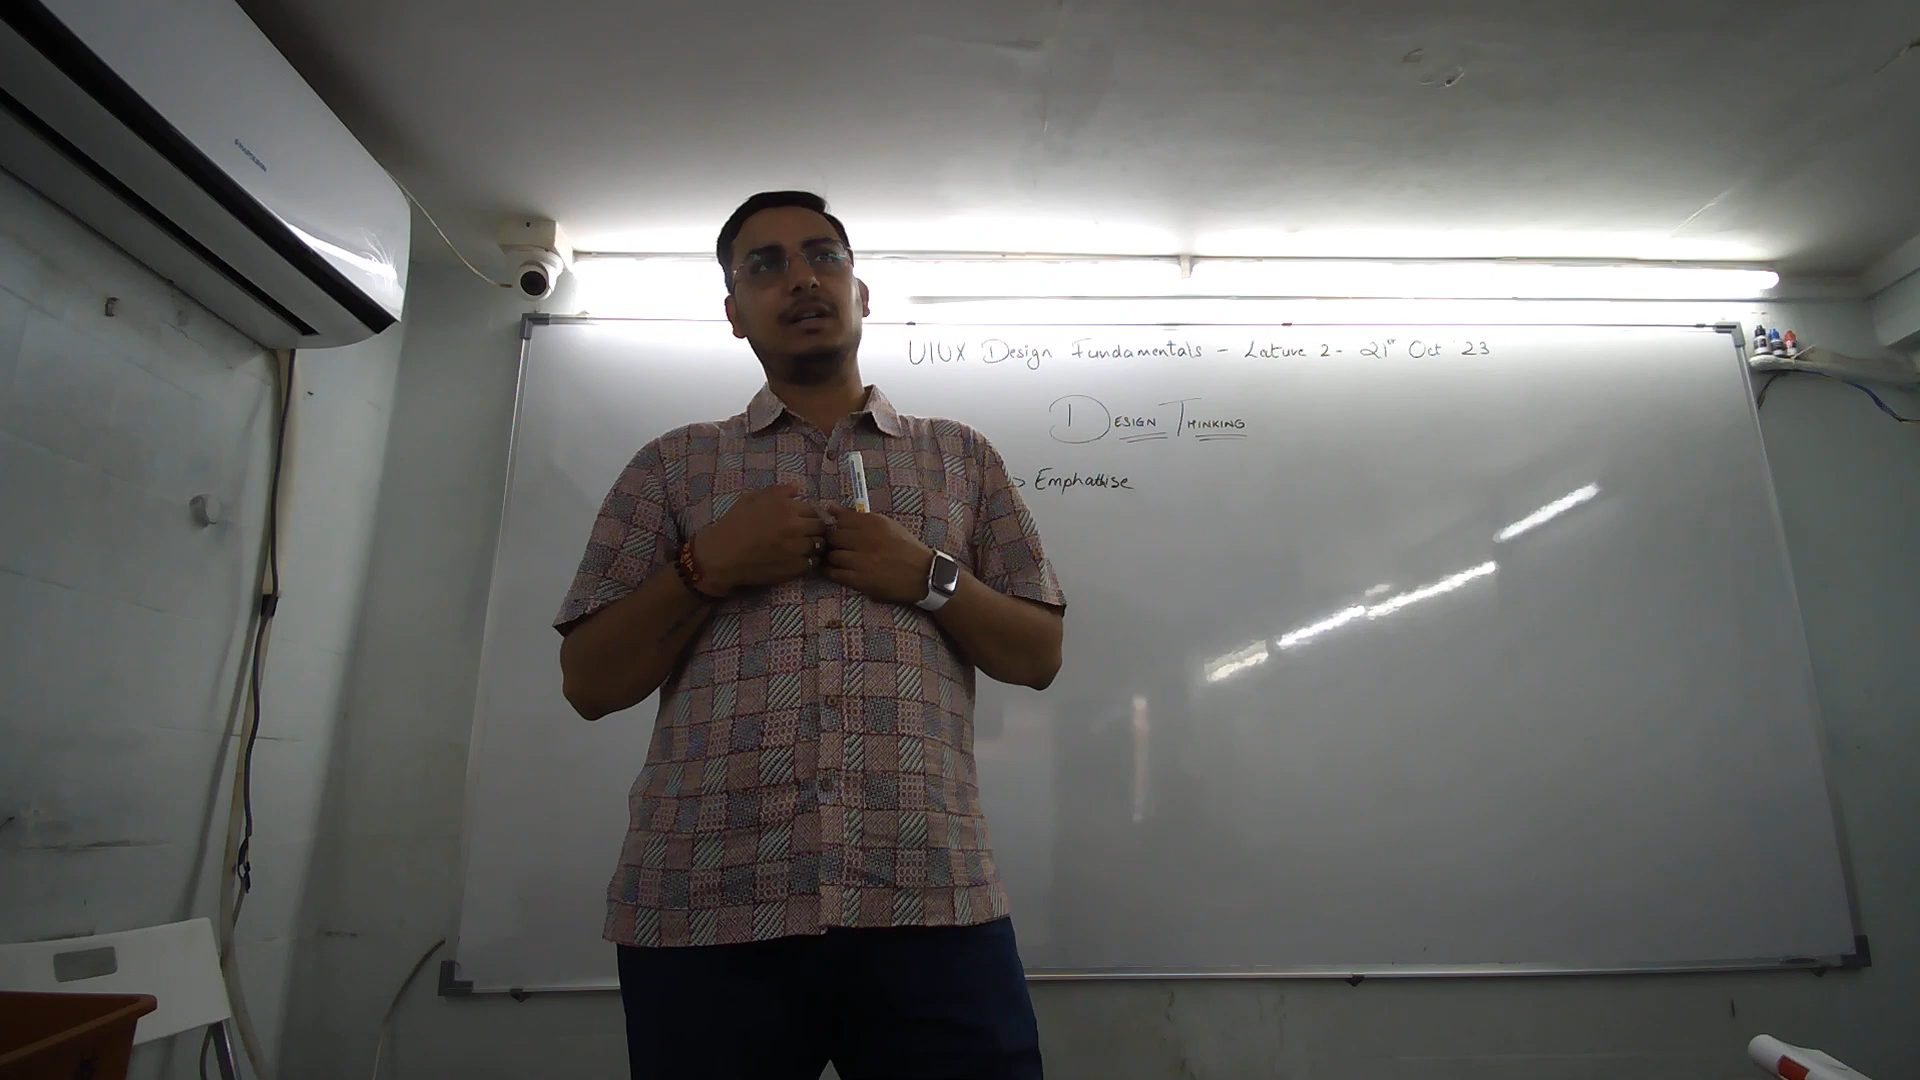 UIUX Design Fundamentals - Lature 2 - 21st Oct '23
DESIGN THINKING
Emphathise